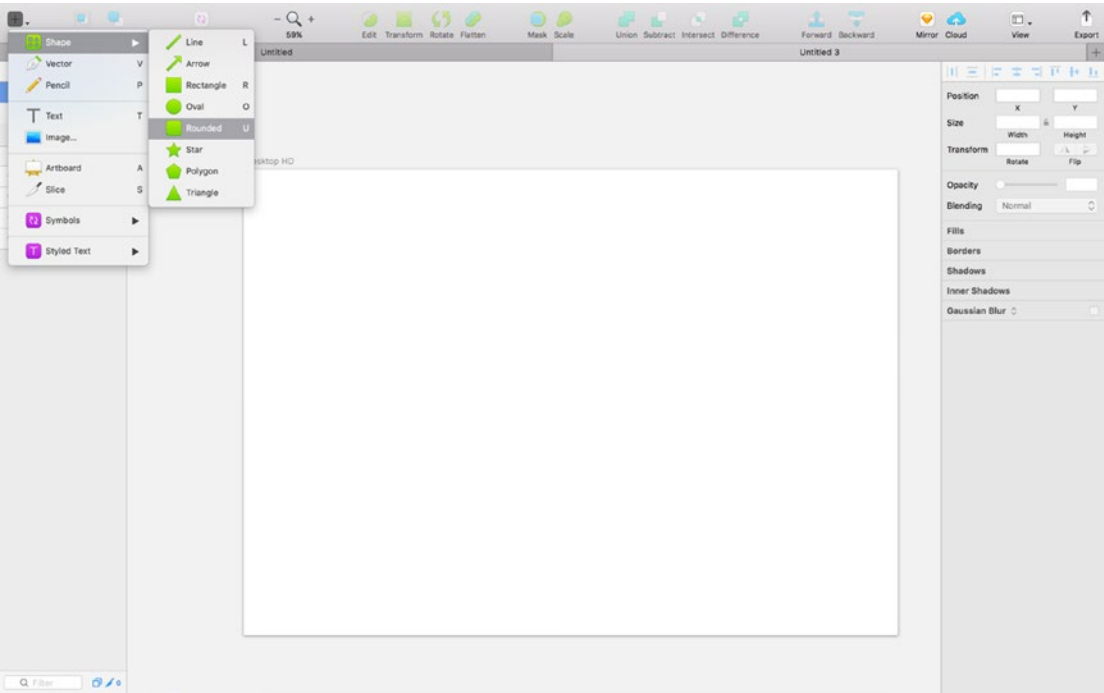 - +
59%
Edit Transform Rotate Flatten
Mask Scale
Union Subtract Intersect Difference
Forward Backward
Mirror Cloud
View
Export
Untitled
Untitled 3
+
Shape
Vector V
Pencil P
Text T
Image...
Artboard A
Slice S
Symbols
Styled Text
Line L
Arrow
Rectangle R
Oval O
Rounded U
Star
Polygon
Triangle
esktop HD
Position
X Y
Size
Width Height
Transform
Rotate Flip
Opacity
Blending Normal
Fills
Borders
Shadows
Inner Shadows
Gaussian Blur
Filter
0